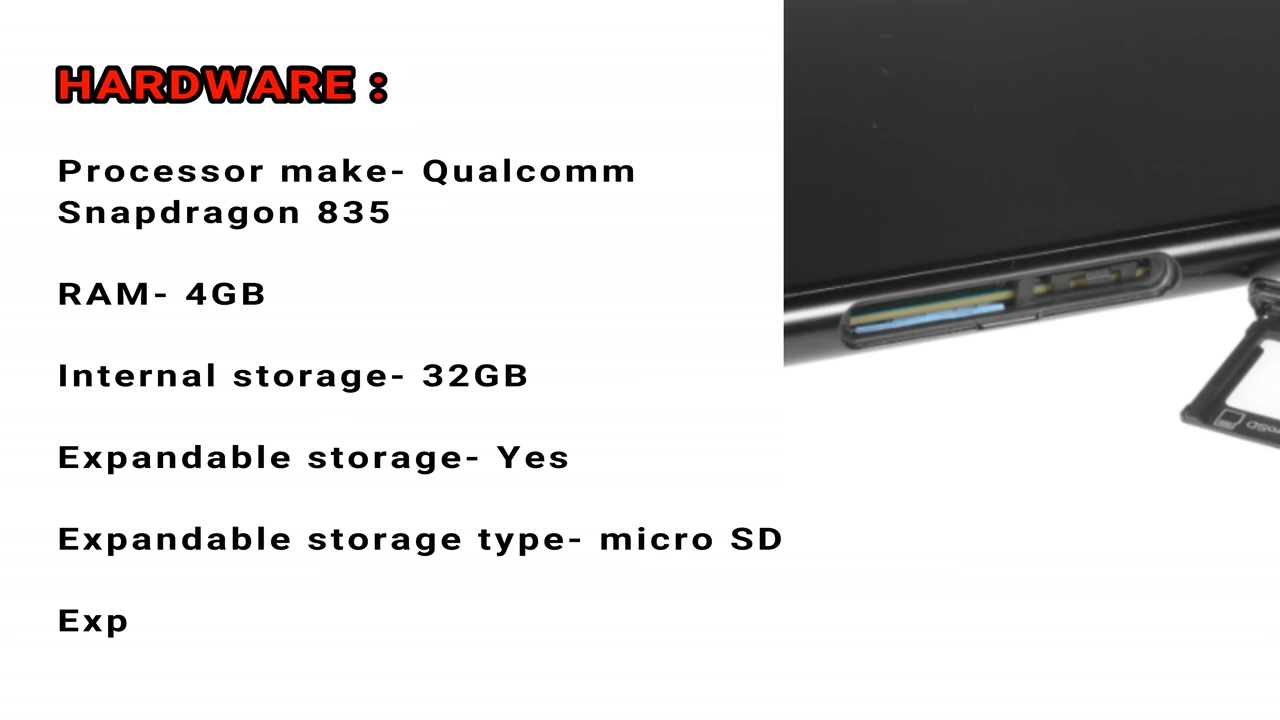 HARDWARE :
Processor make- Qualcomm
Snapdragon 835
RAM- 4GB
Internal storage- 32GB
Expandable storage- Yes
Expandable storage type- micro SD
Exp